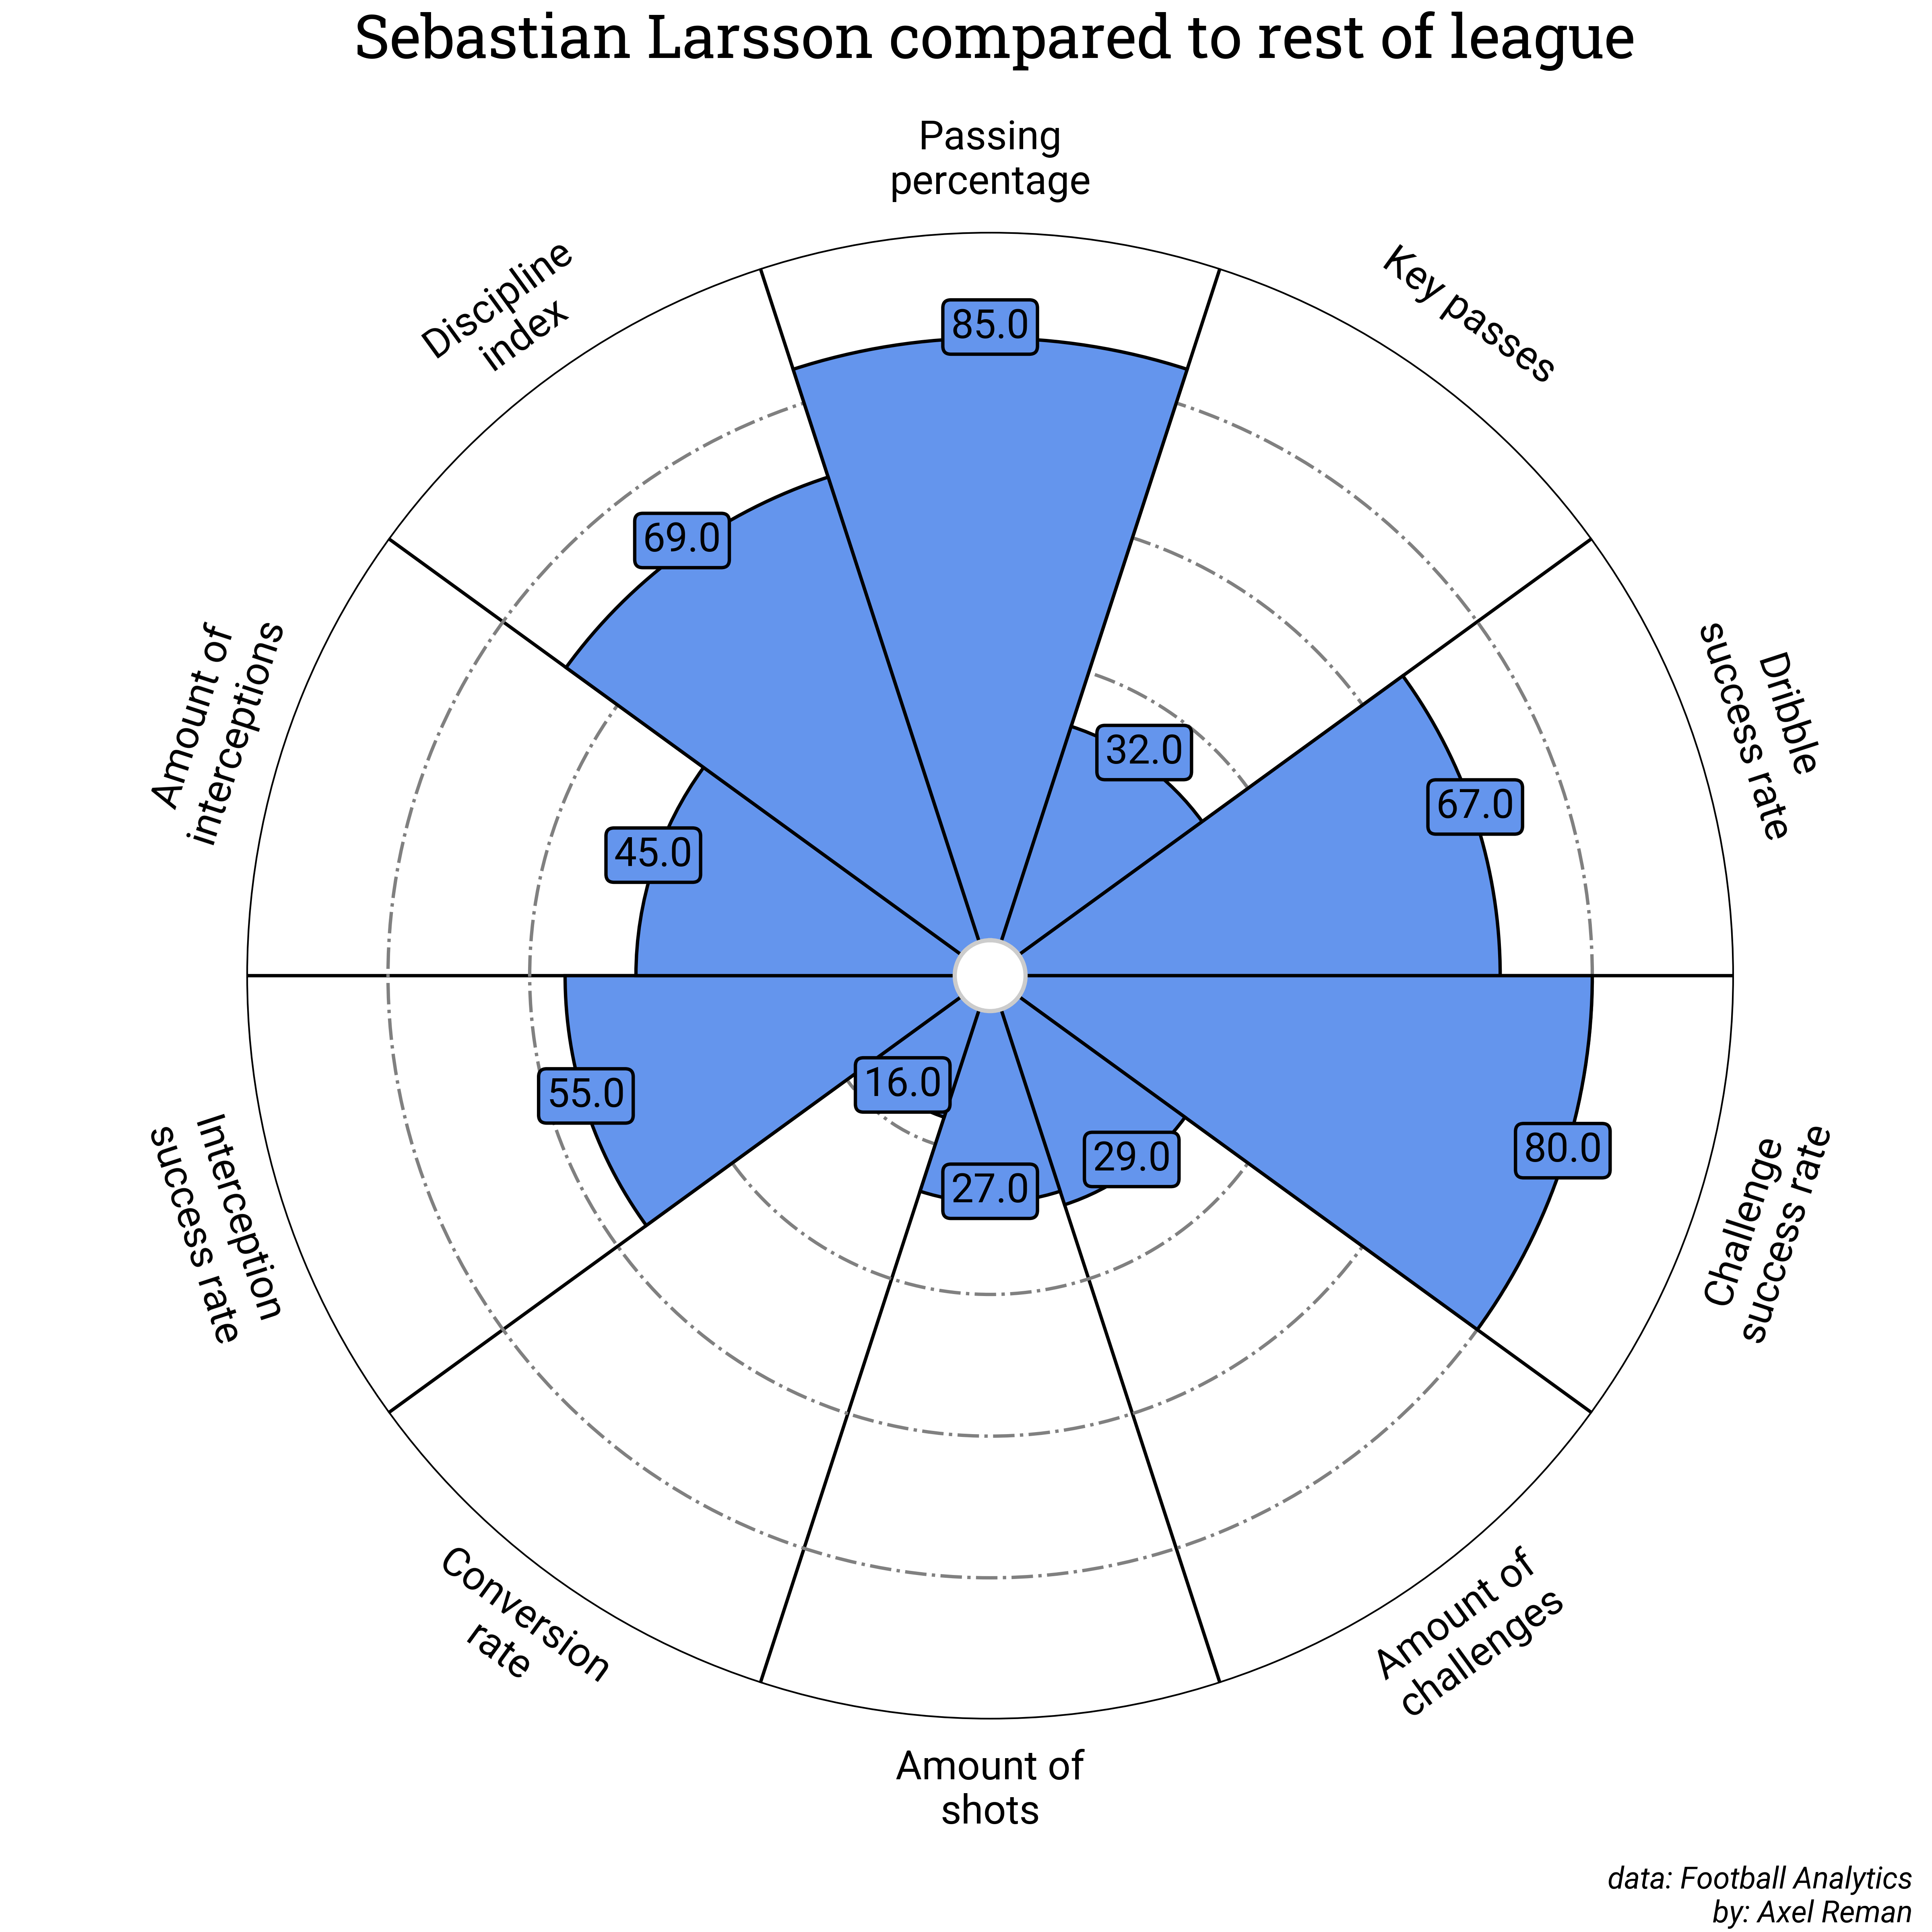 Sebastian Larsson compared to rest of league
Passing
percentage
85.0
Key passes
32.0
Dribble
success rate
67.0
Challenge
success rate
80.0
Amount of
challenges
29.0
Amount of
shots
27.0
Conversion
rate
16.0
Interception
success rate
55.0
Amount of
interceptions
45.0
Discipline
index
69.0
data: Football Analytics
by: Axel Reman